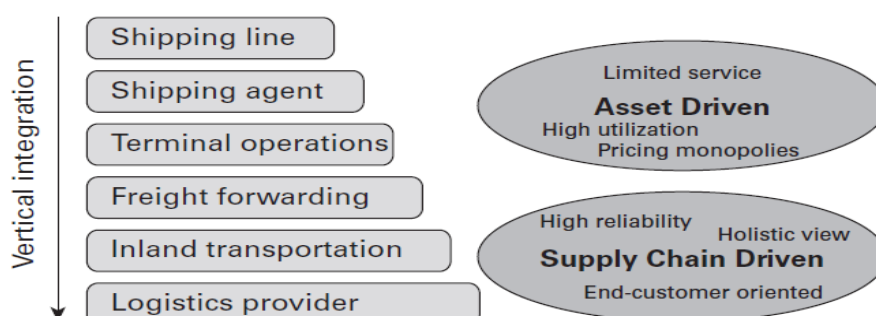 Vertical integration
Shipping line
Shipping agent
Terminal operations
Freight forwarding
Inland transportation
Logistics provider
Limited service
Asset Driven
High utilization
Pricing monopolies
High reliability
Holistic view
Supply Chain Driven
End-customer oriented